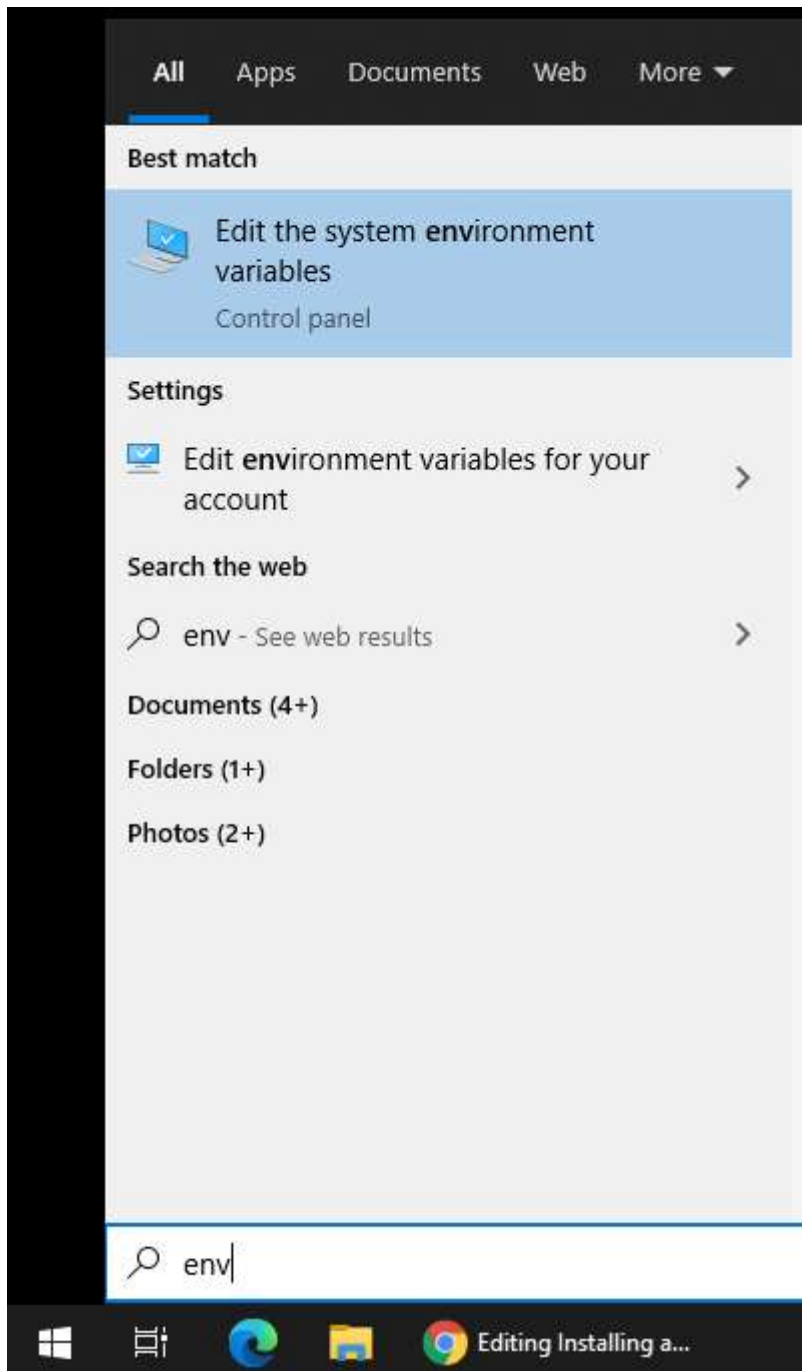 All Apps Documents Web More
Best match
Edit the system environment
variables
Control panel
Settings
Edit environment variables for your
account
Search the web
env - See web results
Documents (4+)
Folders (1+)
Photos (2+)
env
Editing Installing a...